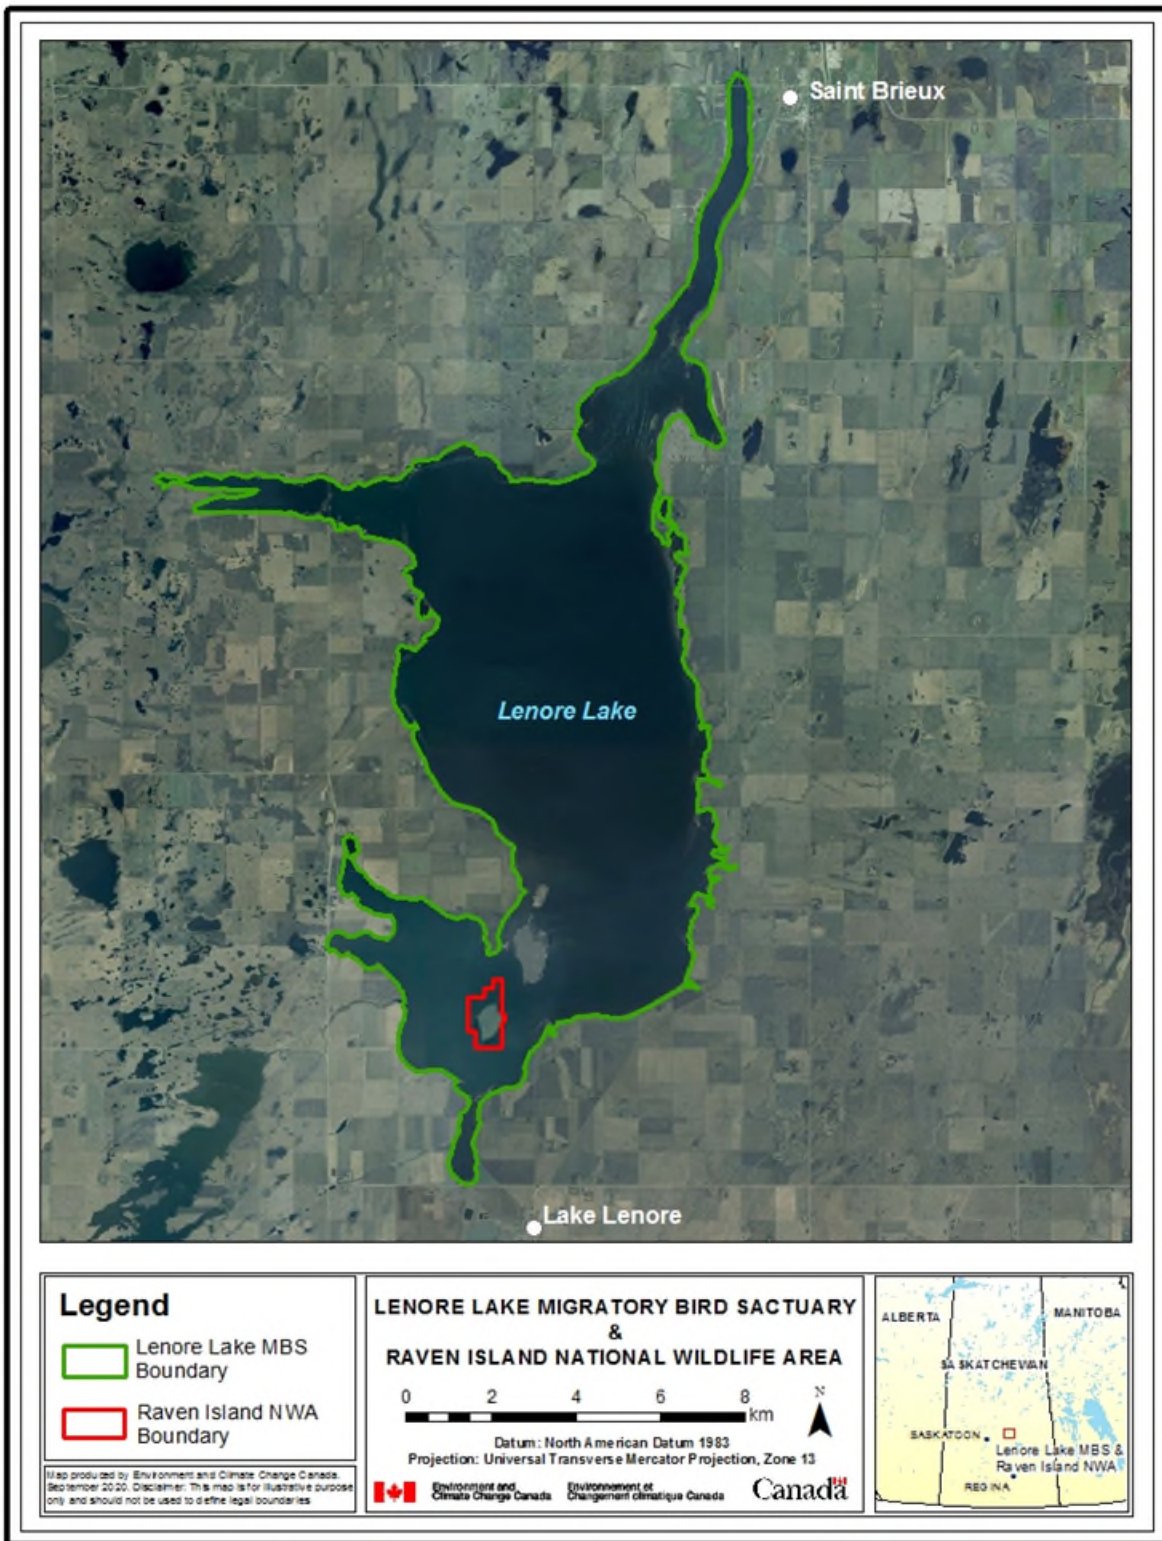 Saint Brieux
Lenore Lake
Lake Lenore
Legend
Lenore Lake MBS
Boundary
Raven Island NWA
Boundary
Map produced by Environment and Climate Change Canada.
September 2020. Disclaimer: This map is for illustrative purpose
only and should not be used to define legal boundaries
LENORE LAKE MIGRATORY BIRD SACTUARY
&
RAVEN ISLAND NATIONAL WILDLIFE AREA
0 2 4 6 8
km
N
Datum: North American Datum 1983
Projection: Universal Transverse Mercator Projection, Zone 13
Environment and
Climate Change Canada
Environnement et
Changement climatique Canada
Canada
ALBERTA
MANITOBA
SASKATCHEWAN
SASKATOON
Lenore Lake MBS &
Raven Island NWA
REGINA